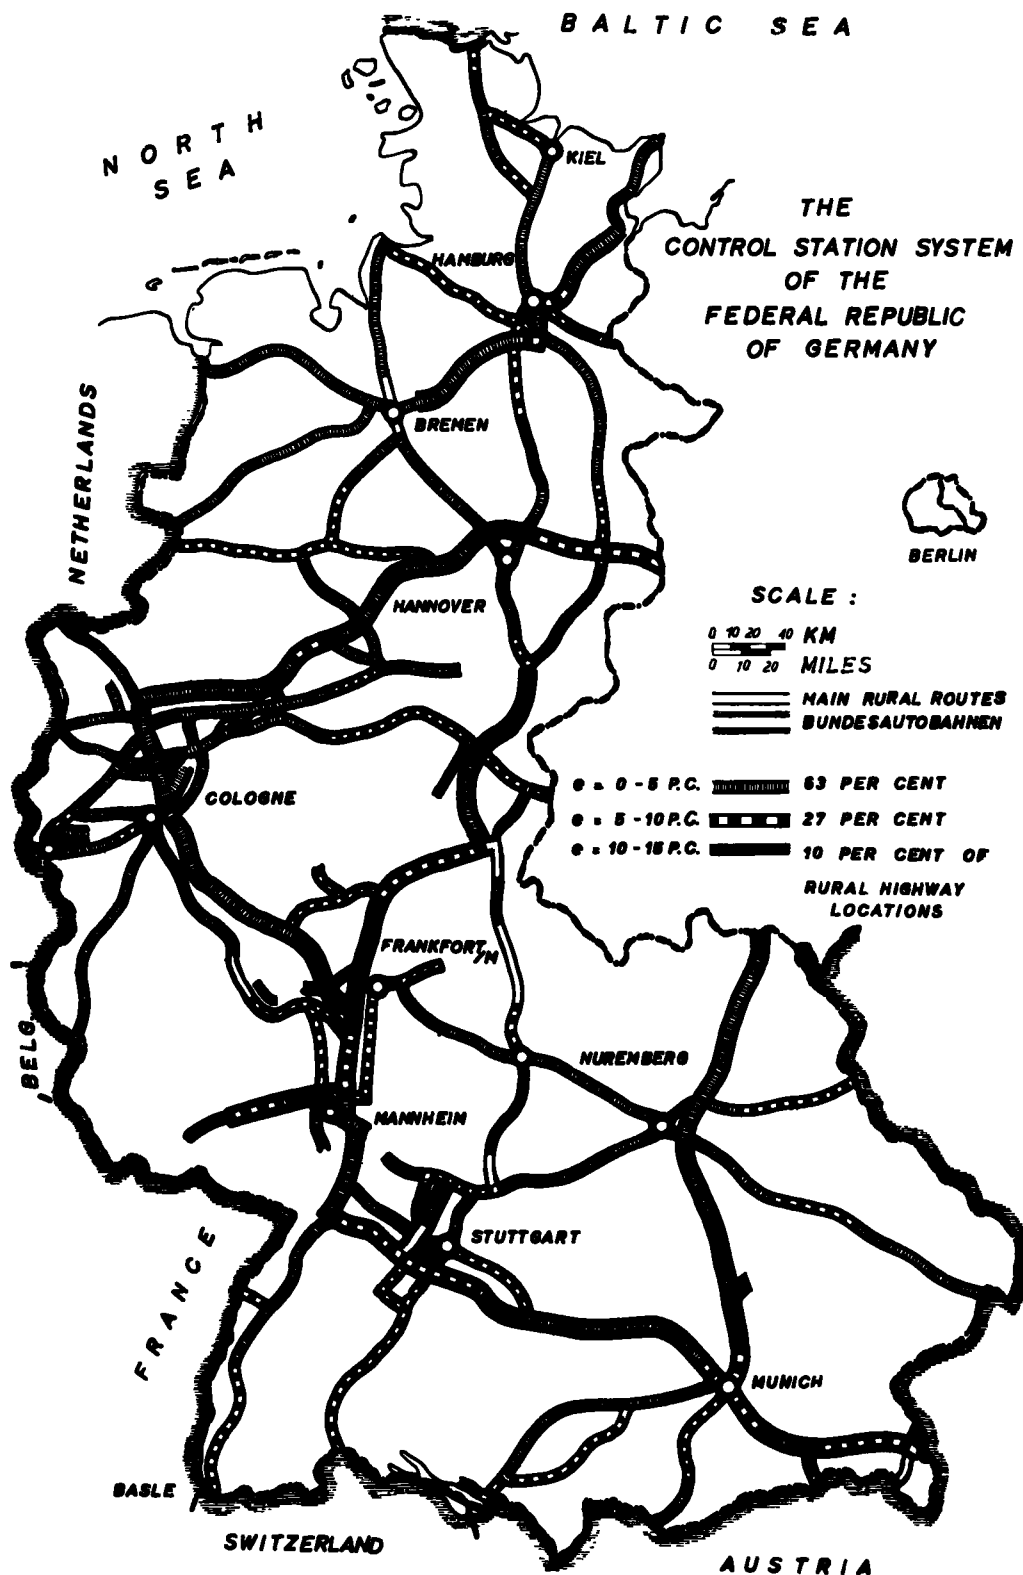 BALTIC SEA
NORTH
SEA
KIEL
THE
CONTROL STATION SYSTEM
OF THE
FEDERAL REPUBLIC
OF GERMANY
HAMBURG
BREMEN
NETHERLANDS
BERLIN
HANNOVER
SCALE :
0 10 20 40 KM
0 10 20 MILES
MAIN RURAL ROUTES
BUNDESAUTOBAHNEN
COLOGNE
e = 0 - 5 P.C. 63 PER CENT
e = 5 - 10 P.C. 27 PER CENT
e = 10 - 15 P.C. 10 PER CENT OF
RURAL HIGHWAY
LOCATIONS
FRANKFORT/M
BELG.
NUREMBERG
MANNHEIM
STUTTGART
FRANCE
MUNICH
BASLE
SWITZERLAND
AUSTRIA